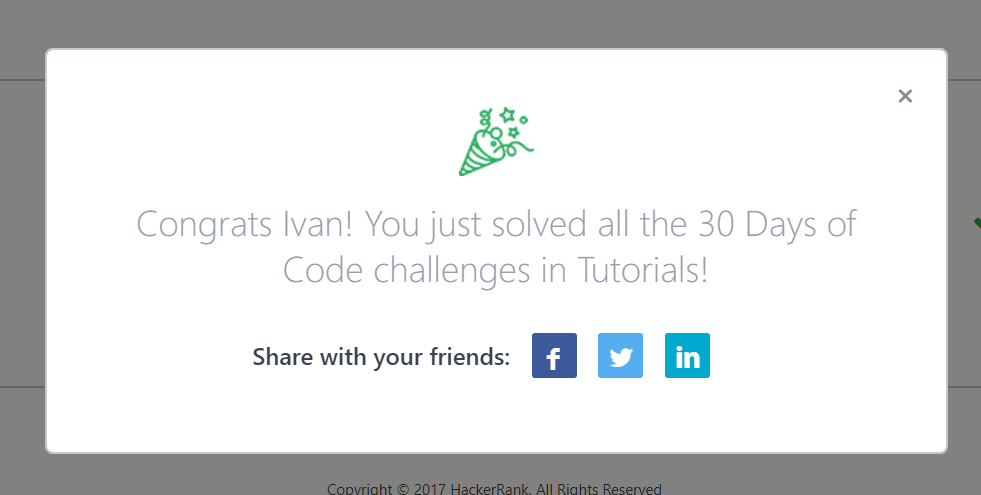 ×
Congrats Ivan! You just solved all the 30 Days of
Code challenges in Tutorials!
Share with your friends:
f
in
Copyright © 2017 HackerRank. All Rights Reserved